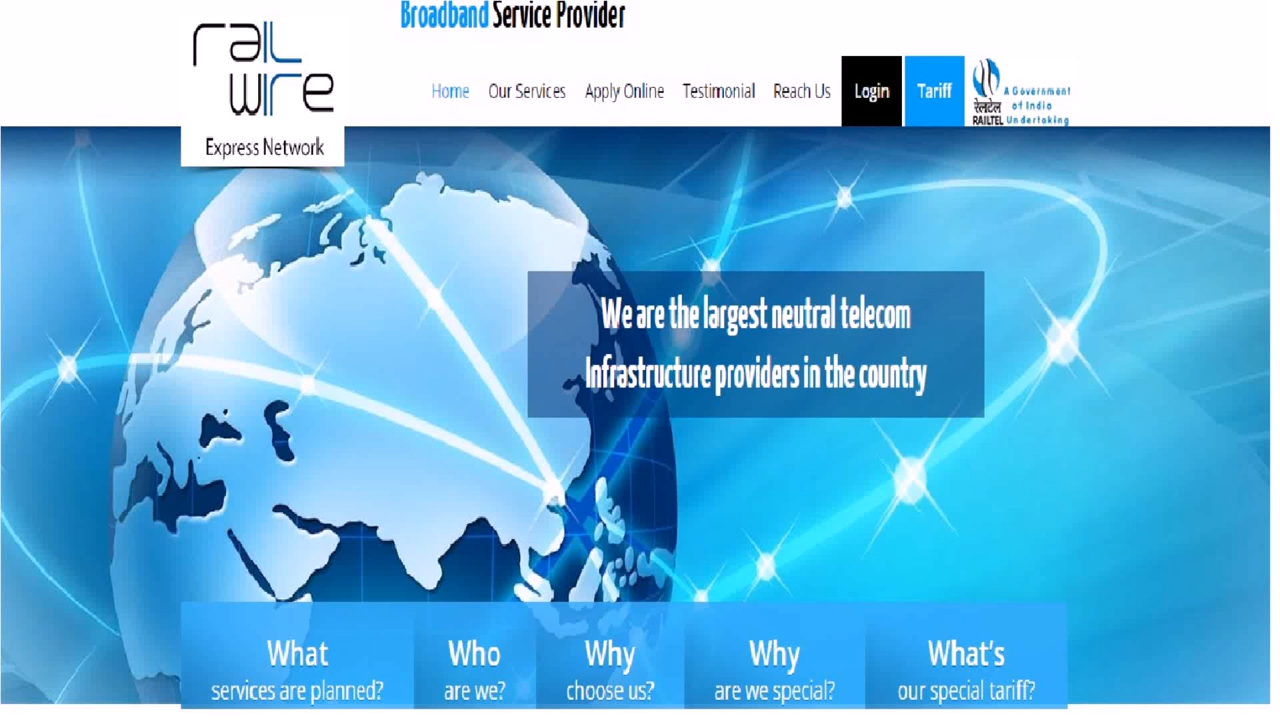 Broadband Service Provider
rail
wire
Express Network
Home Our Services Apply Online Testimonial Reach Us Login Tariff
रेलटेल
RAILTEL
A Government
of India
Undertaking
We are the largest neutral telecom
Infrastructure providers in the country
What
services are planned?
Who
are we?
Why
choose us?
Why
are we special?
What's
our special tariff?